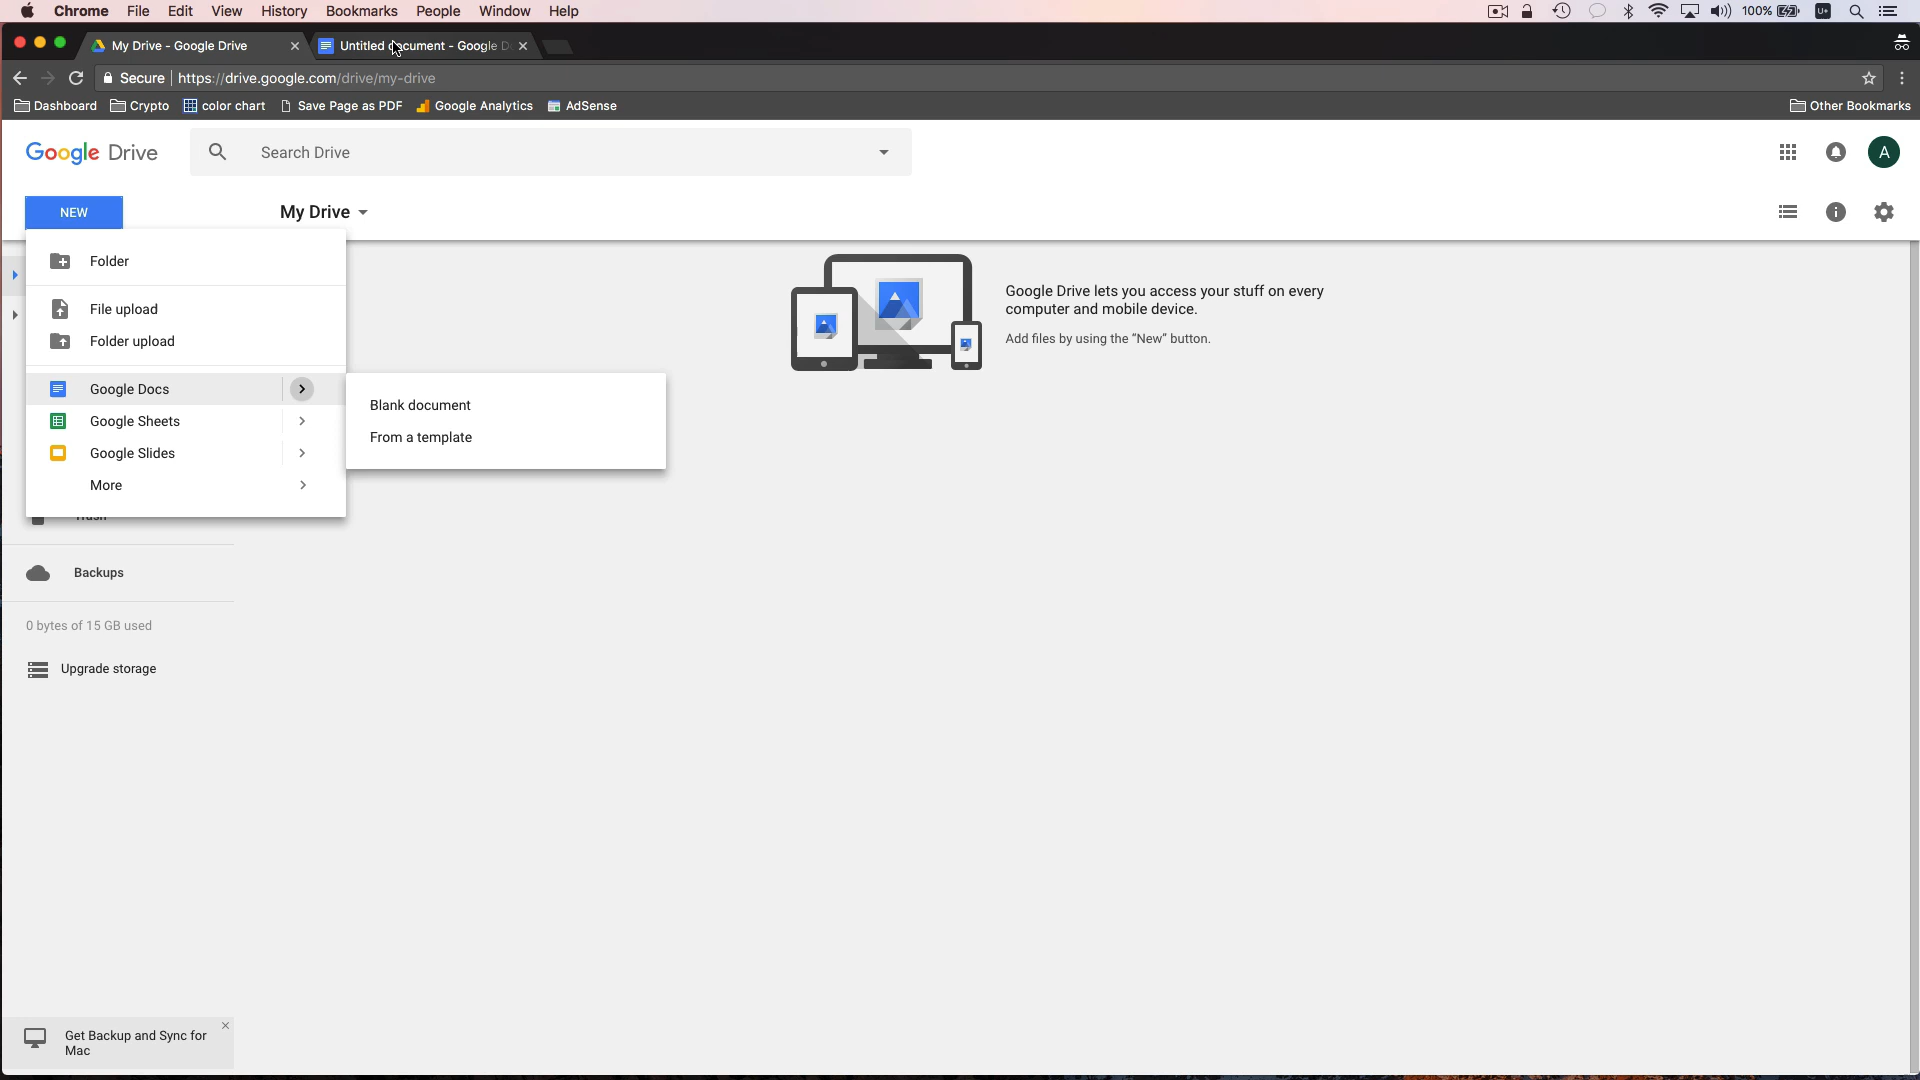 Chrome File Edit View History Bookmarks People Window Help 100% U+
My Drive - Google Drive Untitled document - Google D
Secure https://drive.google.com/drive/my-drive
Dashboard Crypto color chart Save Page as PDF Google Analytics AdSense Other Bookmarks
Google Drive Search Drive A
NEW My Drive
Folder
File upload
Folder upload
Google Docs
Google Sheets
Google Slides
More
Blank document
From a template
Google Drive lets you access your stuff on every
computer and mobile device.
Add files by using the “New” button.
Trash
Backups
0 bytes of 15 GB used
Upgrade storage
Get Backup and Sync for
Mac